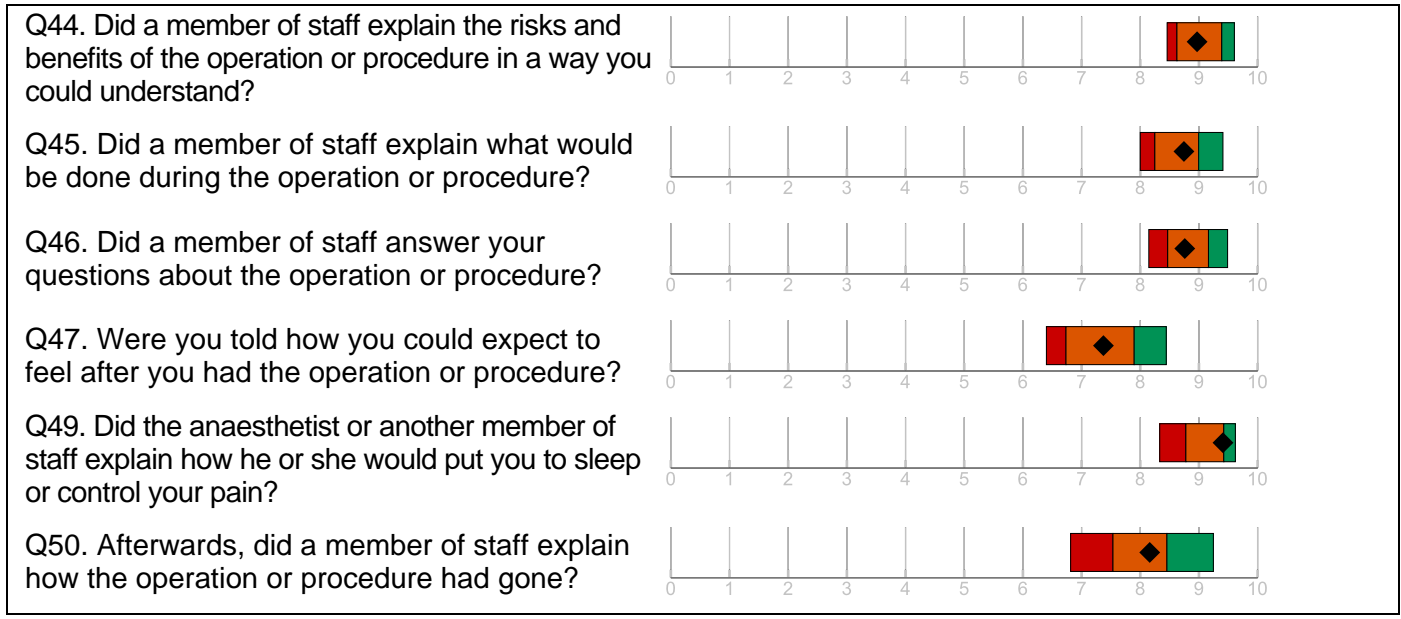 Q44. Did a member of staff explain the risks and
benefits of the operation or procedure in a way you
could understand?
0 1 2 3 4 5 6 7 8 9 10
Q45. Did a member of staff explain what would
be done during the operation or procedure?
0 1 2 3 4 5 6 7 8 9 10
Q46. Did a member of staff answer your
questions about the operation or procedure?
0 1 2 3 4 5 6 7 8 9 10
Q47. Were you told how you could expect to
feel after you had the operation or procedure?
0 1 2 3 4 5 6 7 8 9 10
Q49. Did the anaesthetist or another member of
staff explain how he or she would put you to sleep
or control your pain?
0 1 2 3 4 5 6 7 8 9 10
Q50. Afterwards, did a member of staff explain
how the operation or procedure had gone?
0 1 2 3 4 5 6 7 8 9 10